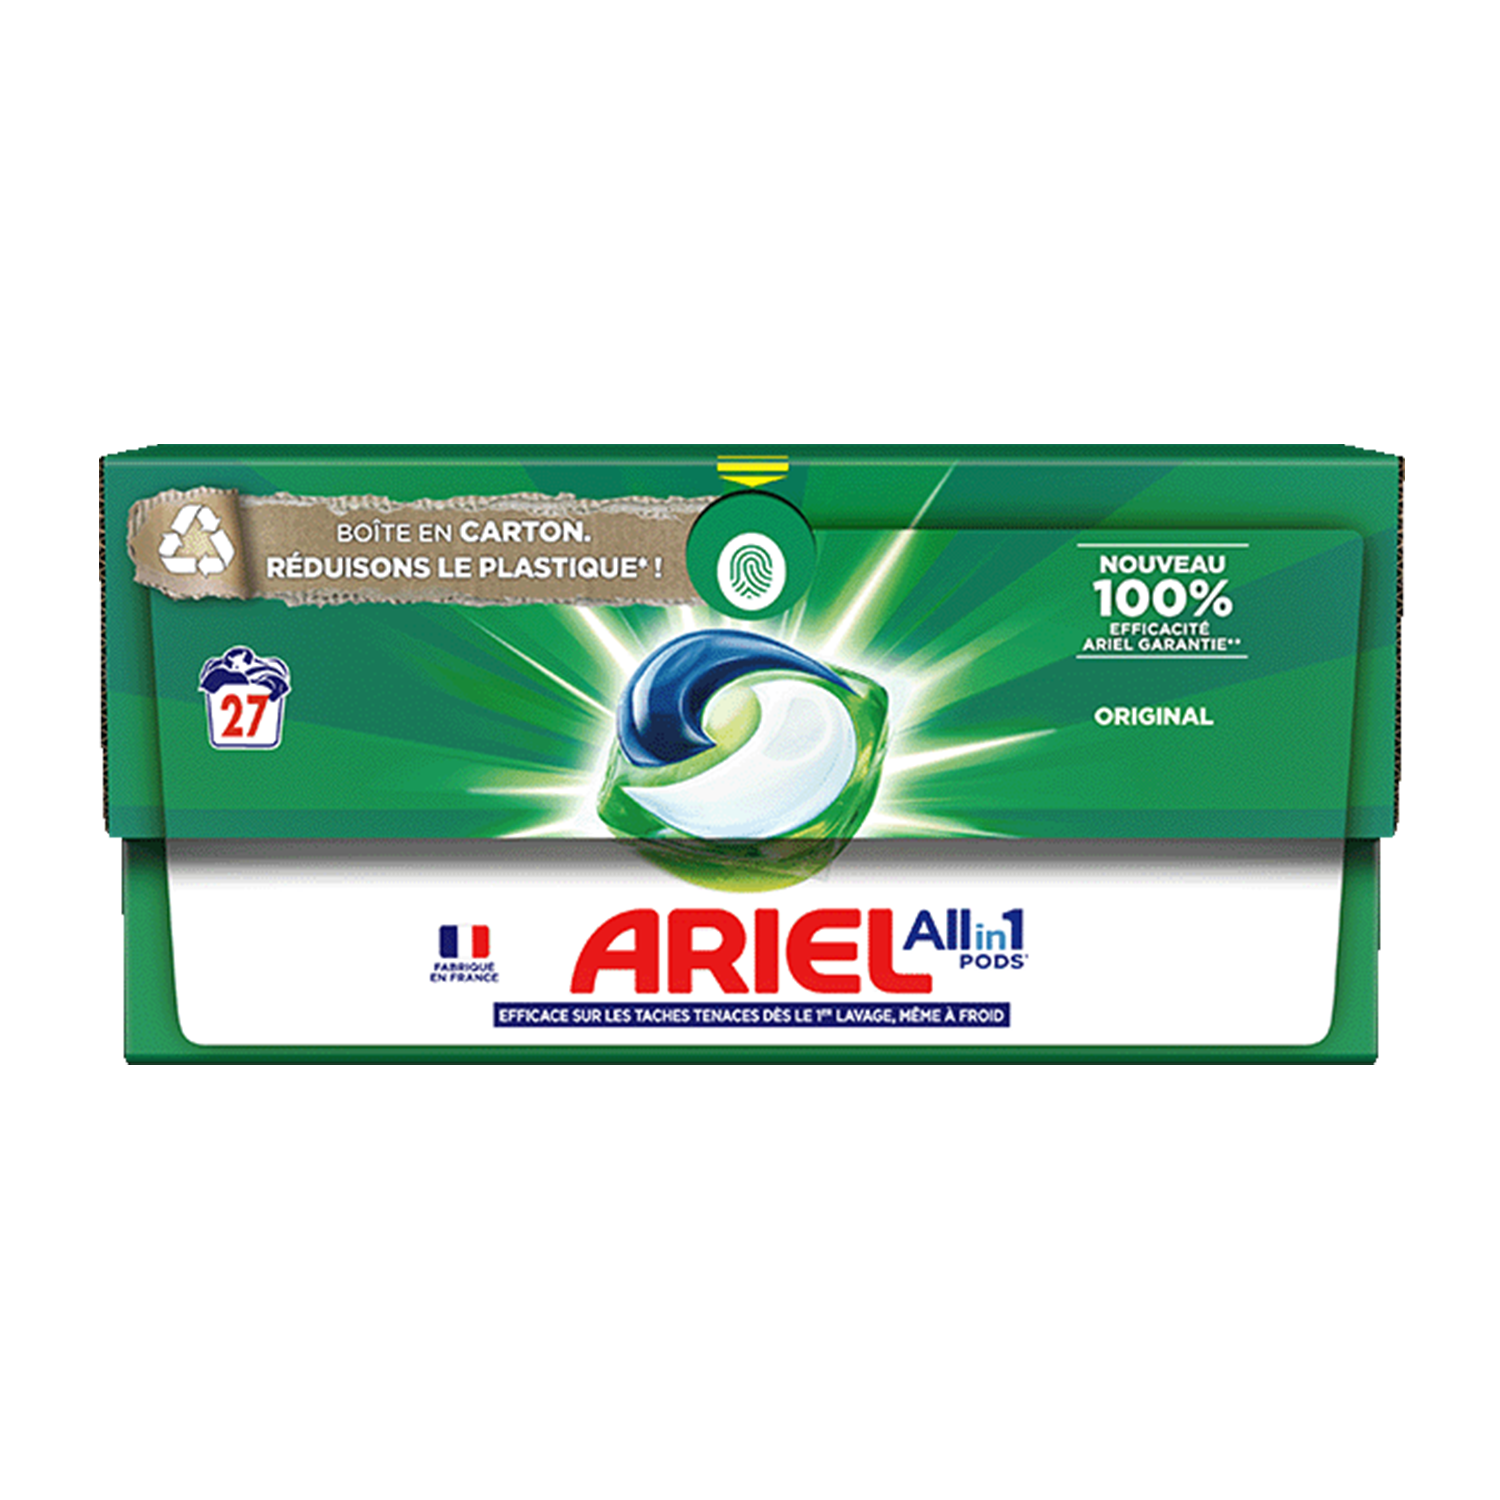 BOÎTE EN CARTON.
RÉDUISONS LE PLASTIQUE* !
NOUVEAU
100%
EFFICACITÉ
ARIEL GARANTIE**
27
ORIGINAL
FABRIQUÉ
EN FRANCE
ARIEL
All in 1
PODS®
EFFICACE SUR LES TACHES TENACES DÈS LE 1ER LAVAGE, MÊME À FROID